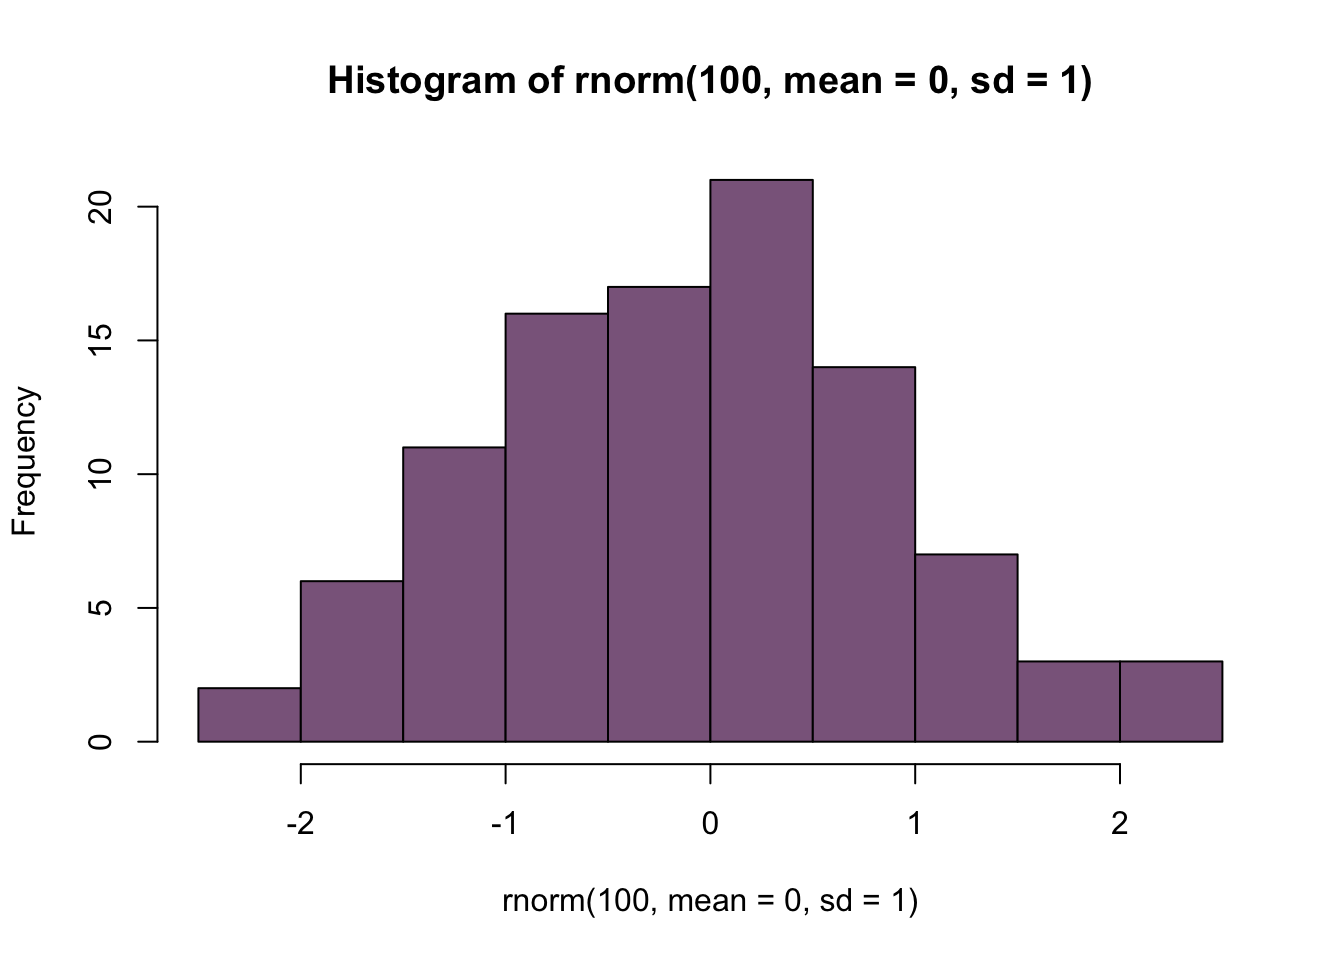 Histogram of rnorm(100, mean = 0, sd = 1)
20
15
10
5
0
Frequency
-2 -1 0 1 2
rnorm(100, mean = 0, sd = 1)